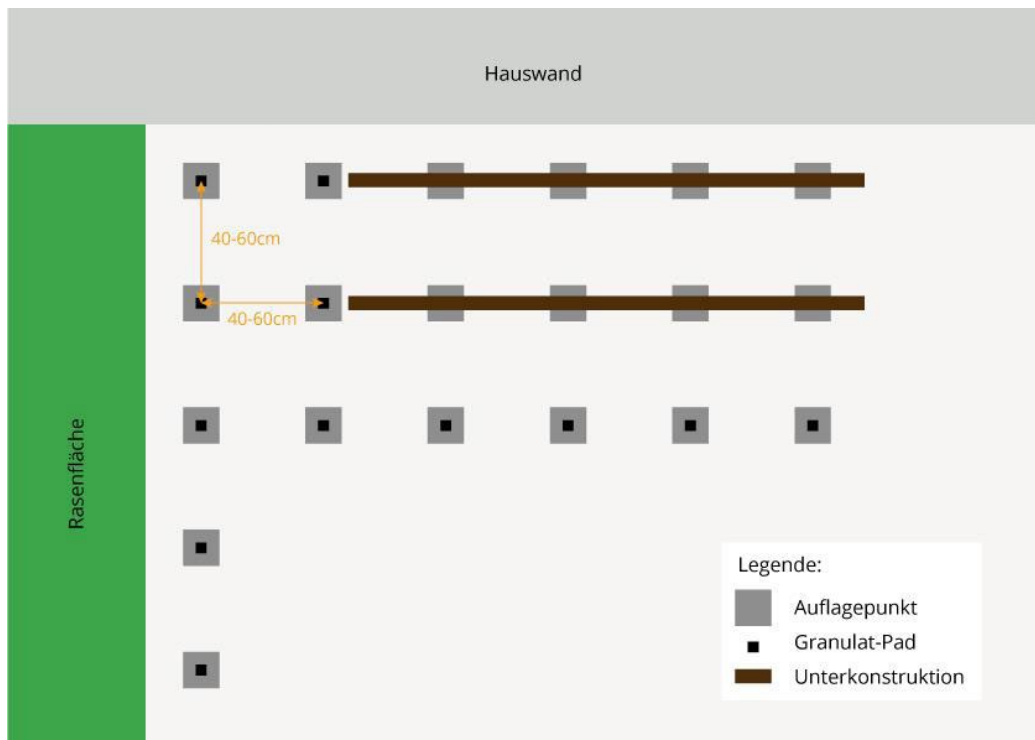 Hauswand
40-60cm
40-60cm
Rasenfläche
Legende:
Auflagepunkt
Granulat-Pad
Unterkonstruktion